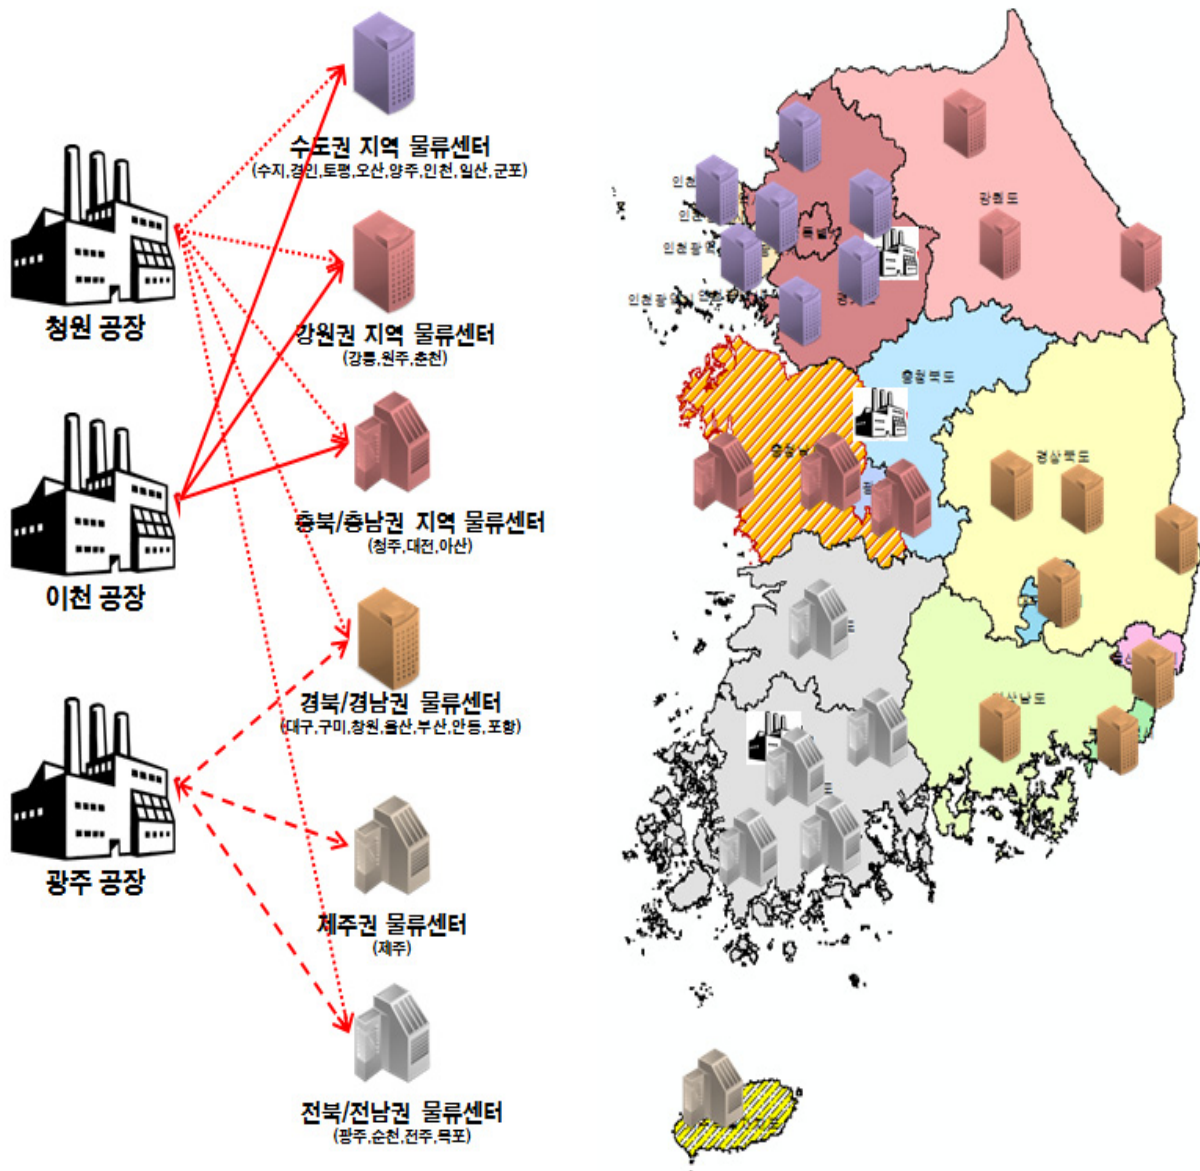 수도권 지역 물류센터
(수지,경인,토평,오산,양주,인천,일산,군포)
청원 공장
강원권 지역 물류센터
(강릉,원주,춘천)
충북/충남권 지역 물류센터
(청주,대전,아산)
이천 공장
경북/경남권 물류센터
(대구,구미,창원,울산,부산,안동,포항)
광주 공장
제주권 물류센터
(제주)
전북/전남권 물류센터
(광주,순천,전주,목포)
강원도
충청북도
경상북도